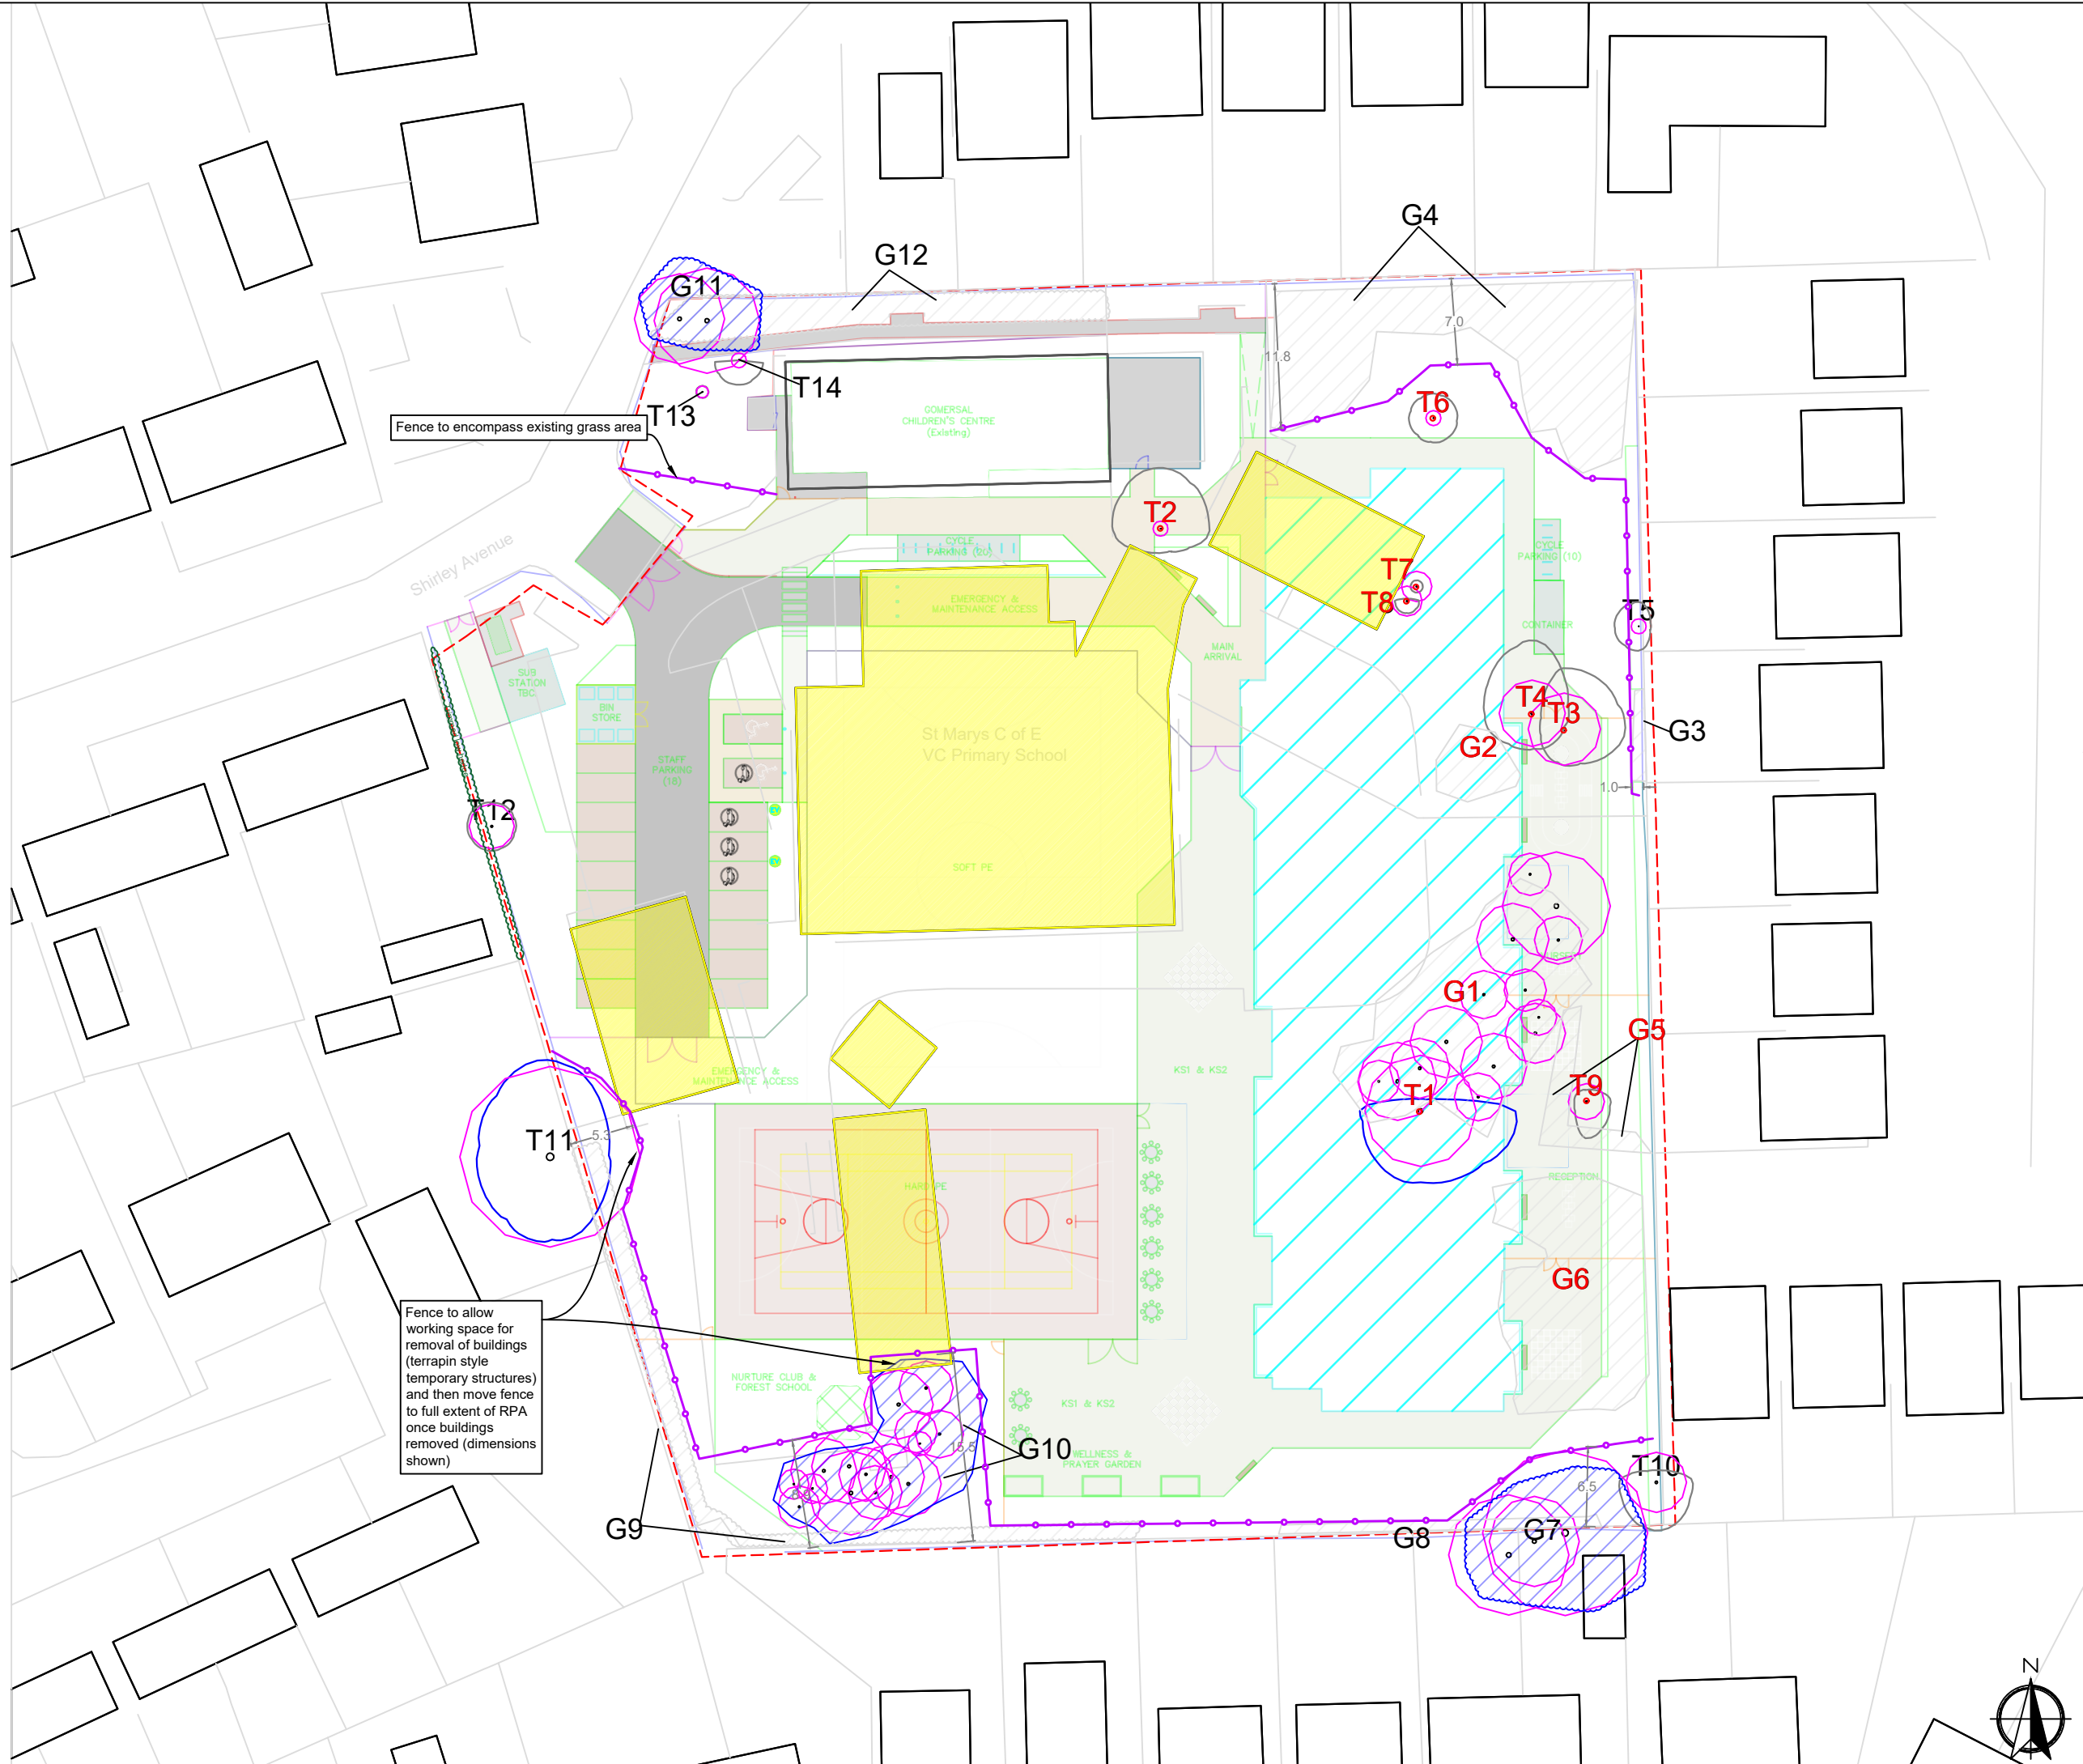 G4
G12
G11
7.0
11.8
T14
T13
T6
Fence to encompass existing grass area
GOMERSAL
CHILDREN'S CENTRE
(Existing)
T2
CYCLE
PARKING (20)
CYCLE
PARKING (10)
Shirley Avenue
T7
T8
EMERGENCY &
MAINTENANCE ACCESS
T5
CONTAINER
MAIN
ARRIVAL
SUB
STATION
TBC
BIN
STORE
T4
T3
G3
G2
St Marys C of E
VC Primary School
STAFF
PARKING
(18)
1.0
T12
EV
EV
SOFT PE
G1
G5
EMERGENCY &
MAINTENANCE ACCESS
KS1 & KS2
T9
T1
T11
5.3
RECEPTION
HARD PE
G6
Fence to allow
working space for
removal of buildings
(terrapin style
temporary structures)
and then move fence
to full extent of RPA
once buildings
removed (dimensions
shown)
NURTURE CLUB &
FOREST SCHOOL
KS1 & KS2
G10
15.5
WELLNESS &
PRAYER GARDEN
T10
6.5
G9
G8
G7
N